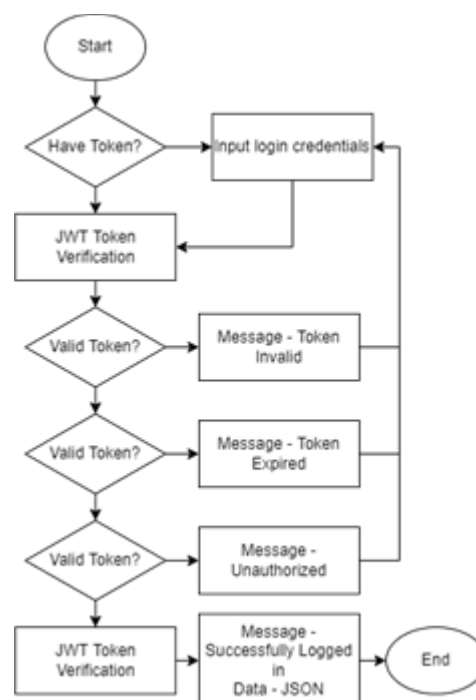 Start
Have Token?
Input login credentials
JWT Token
Verification
Valid Token?
Message - Token
Invalid
Valid Token?
Message - Token
Expired
Valid Token?
Message -
Unauthorized
JWT Token
Verification
Message -
Successfully Logged
in
Data - JSON
End